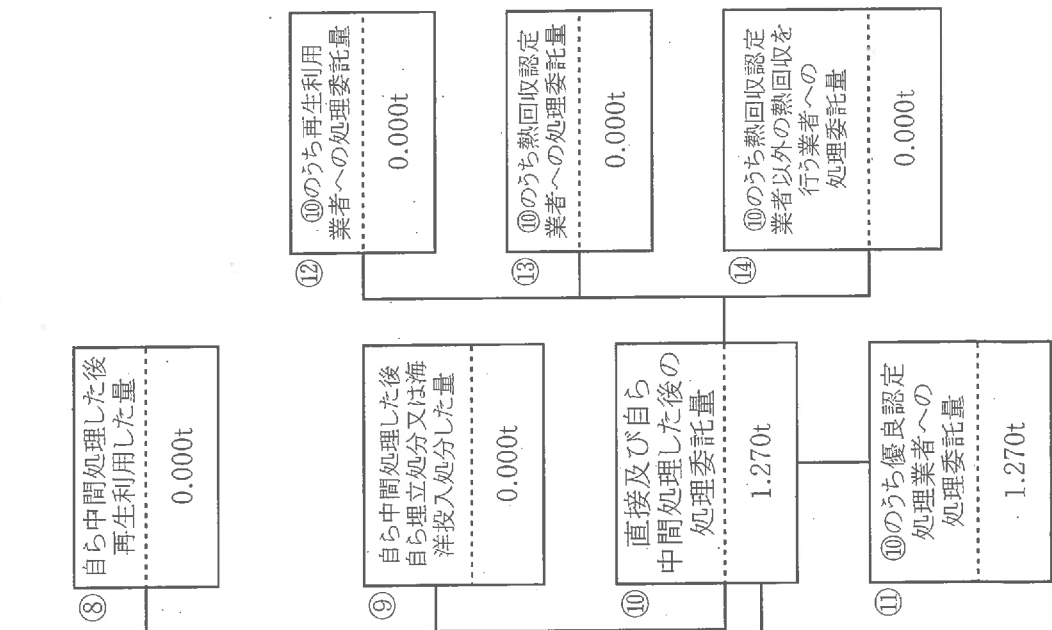 ⑧
自ら中間処理した後
再生利用した量
0.000t
⑨
自ら中間処理した後
自ら埋立処分又は海
洋投入処分した量
0.000t
⑩
直接及び自ら
中間処理した後の
処理委託量
1.270t
⑪
⑩のうち優良認定
処理業者への
処理委託量
1.270t
⑫
⑩のうち再生利用
業者への処理委託量
0.000t
⑬
⑩のうち熱回収認定
業者への処理委託量
0.000t
⑭
⑩のうち熱回収認定
業者以外の熱回収を
行う業者への
処理委託量
0.000t